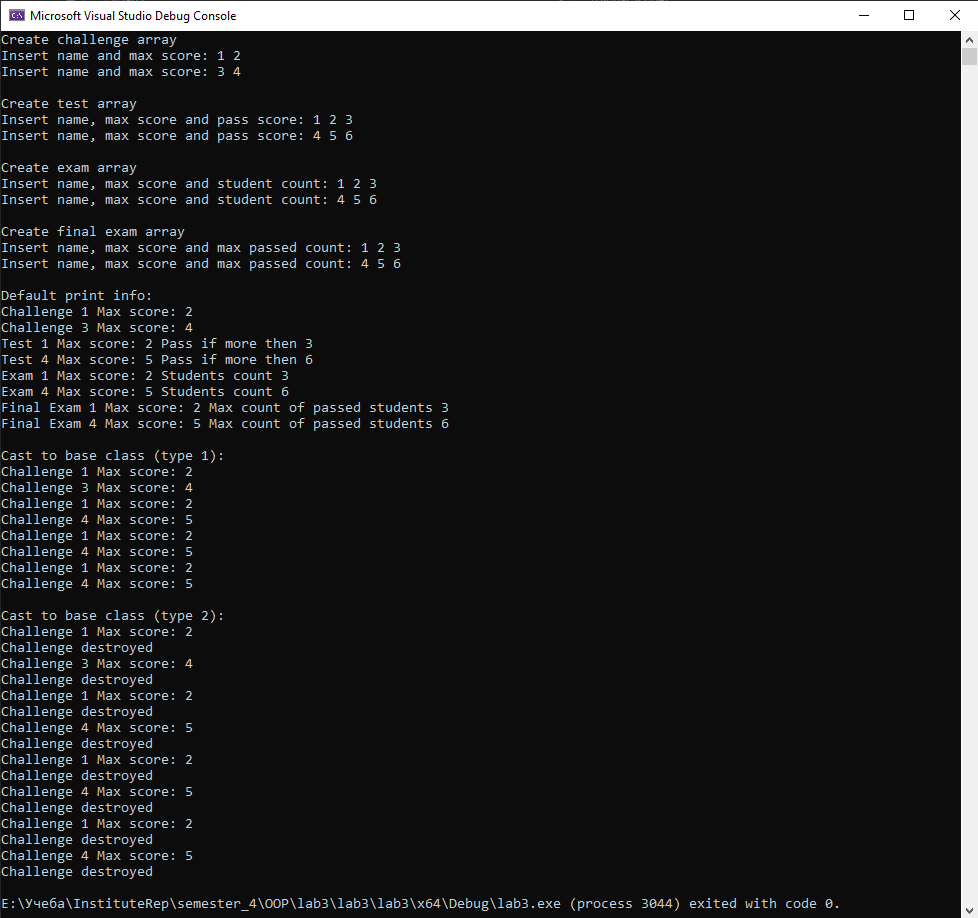 Microsoft Visual Studio Debug Console
Create challenge array
Insert name and max score: 1 2
Insert name and max score: 3 4
Create test array
Insert name, max score and pass score: 1 2 3
Insert name, max score and pass score: 4 5 6
Create exam array
Insert name, max score and student count: 1 2 3
Insert name, max score and student count: 4 5 6
Create final exam array
Insert name, max score and max passed count: 1 2 3
Insert name, max score and max passed count: 4 5 6
Default print info:
Challenge 1 Max score: 2
Challenge 3 Max score: 4
Test 1 Max score: 2 Pass if more then 3
Test 4 Max score: 5 Pass if more then 6
Exam 1 Max score: 2 Students count 3
Exam 4 Max score: 5 Students count 6
Final Exam 1 Max score: 2 Max count of passed students 3
Final Exam 4 Max score: 5 Max count of passed students 6
Cast to base class (type 1):
Challenge 1 Max score: 2
Challenge 3 Max score: 4
Challenge 1 Max score: 2
Challenge 4 Max score: 5
Challenge 1 Max score: 2
Challenge 4 Max score: 5
Challenge 1 Max score: 2
Challenge 4 Max score: 5
Cast to base class (type 2):
Challenge 1 Max score: 2
Challenge destroyed
Challenge 3 Max score: 4
Challenge destroyed
Challenge 1 Max score: 2
Challenge destroyed
Challenge 4 Max score: 5
Challenge destroyed
Challenge 1 Max score: 2
Challenge destroyed
Challenge 4 Max score: 5
Challenge destroyed
Challenge 1 Max score: 2
Challenge destroyed
Challenge 4 Max score: 5
Challenge destroyed
E:\Учеба\InstituteRep\semester_4\OOP\lab3\lab3\lab3\x64\Debug\lab3.exe (process 3044) exited with code 0.